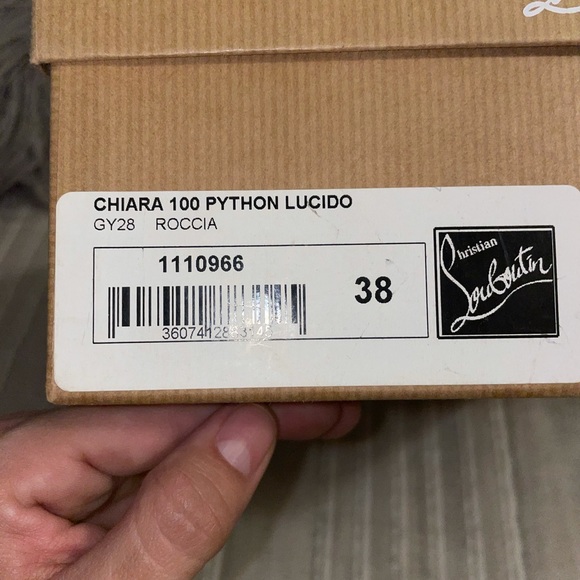 CHIARA 100 PYTHON LUCIDO
GY28 ROCCIA
1110966
38
Christian
Louboutin